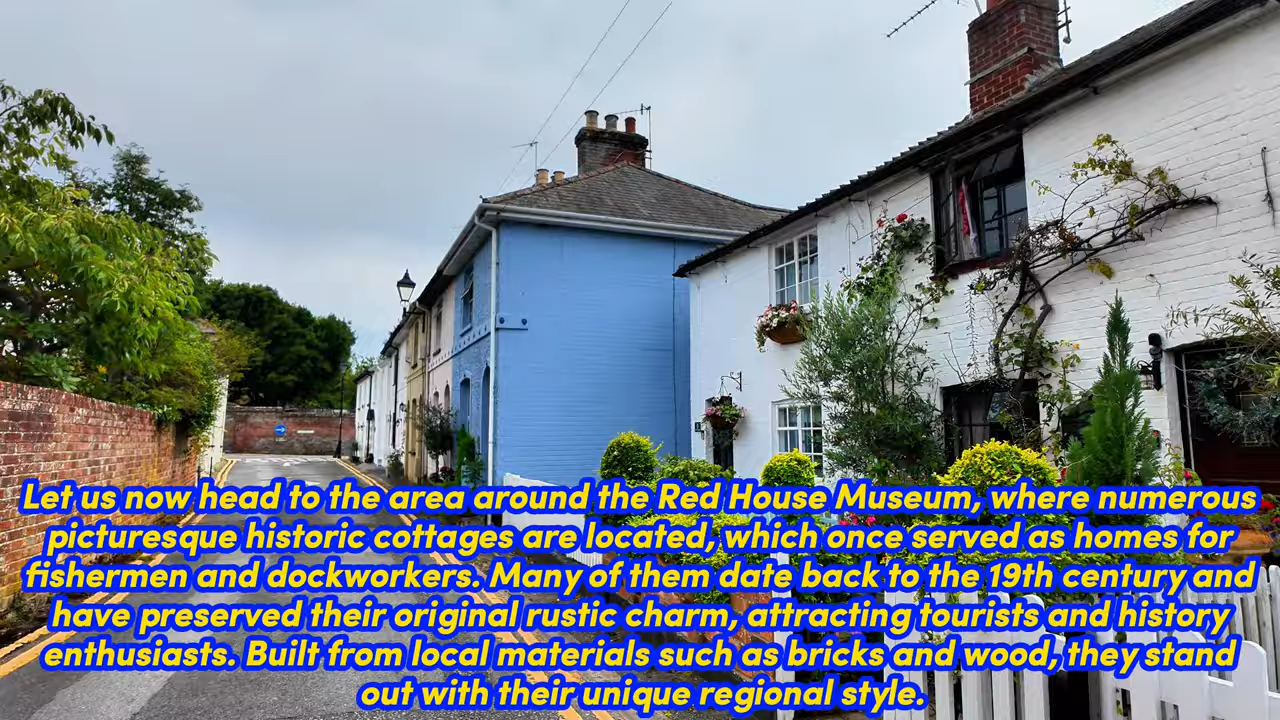 Let us now head to the area around the Red House Museum, where numerous
picturesque historic cottages are located, which once served as homes for
fishermen and dockworkers. Many of them date back to the 19th century and
have preserved their original rustic charm, attracting tourists and history
enthusiasts. Built from local materials such as bricks and wood, they stand
out with their unique regional style.